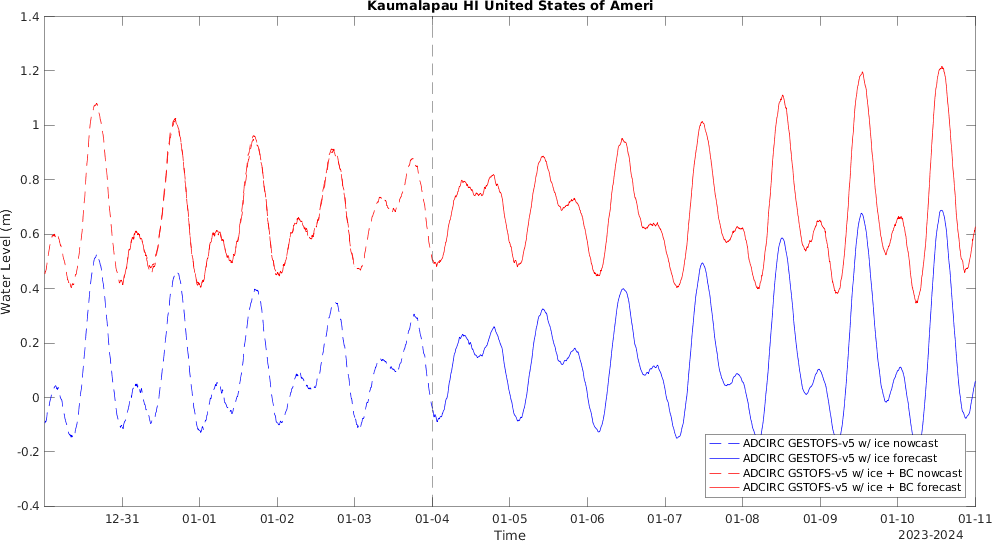 Kaumalapau HI United States of Ameri
1.4
1.2
1
0.8
0.6
0.4
0.2
0
-0.2
-0.4
Water Level (m)
12-31 01-01 01-02 01-03 01-04 01-05 01-06 01-07 01-08 01-09 01-10 01-11
Time
2023-2024
ADCIRC GESTOFS-v5 w/ ice nowcast
ADCIRC GESTOFS-v5 w/ ice forecast
ADCIRC GSTOFS-v5 w/ ice + BC nowcast
ADCIRC GSTOFS-v5 w/ ice + BC forecast